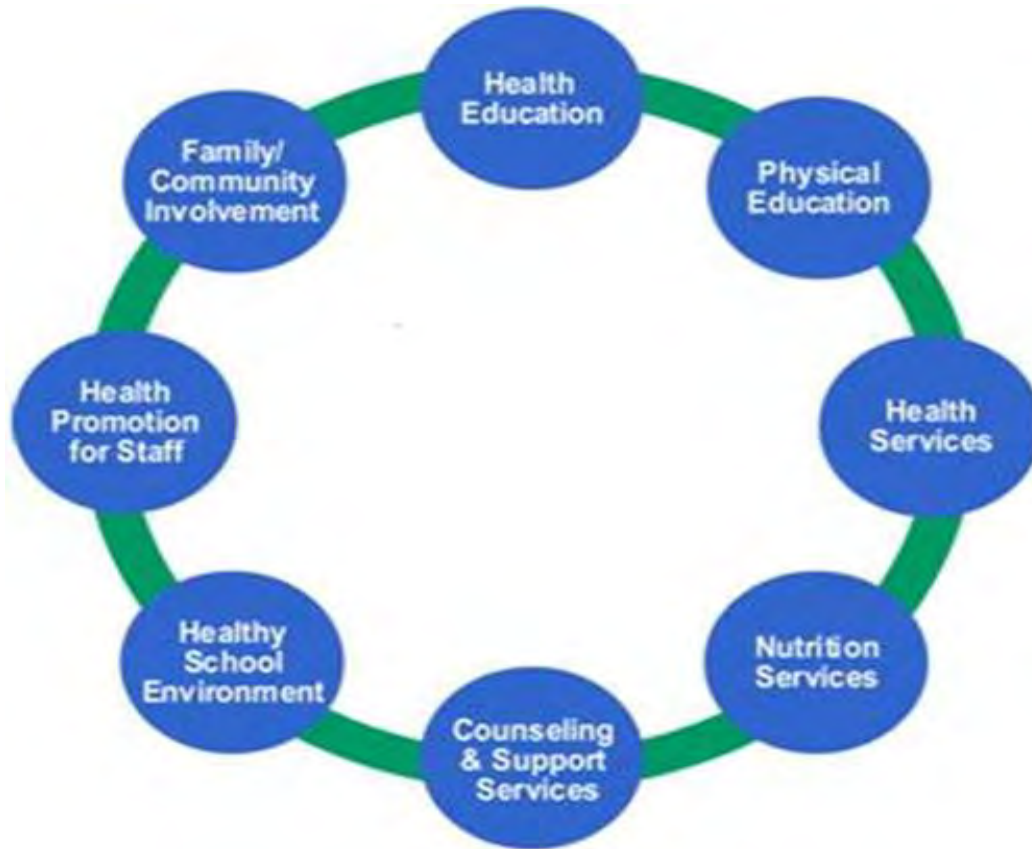 Health
Education
Physical
Education
Health
Services
Nutrition
Services
Counseling
& Support
Services
Healthy
School
Environment
Health
Promotion
for Staff
Family/
Community
Involvement